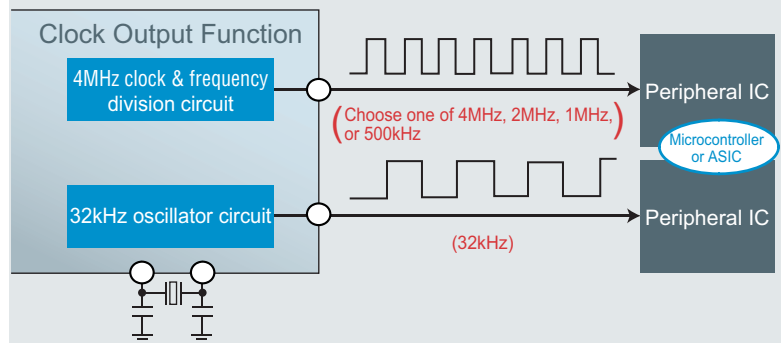 Clock Output Function
4MHz clock & frequency
division circuit
(Choose one of 4MHz, 2MHz, 1MHz,
or 500kHz)
Peripheral IC
Microcontroller
or ASIC
32kHz oscillator circuit
(32kHz)
Peripheral IC